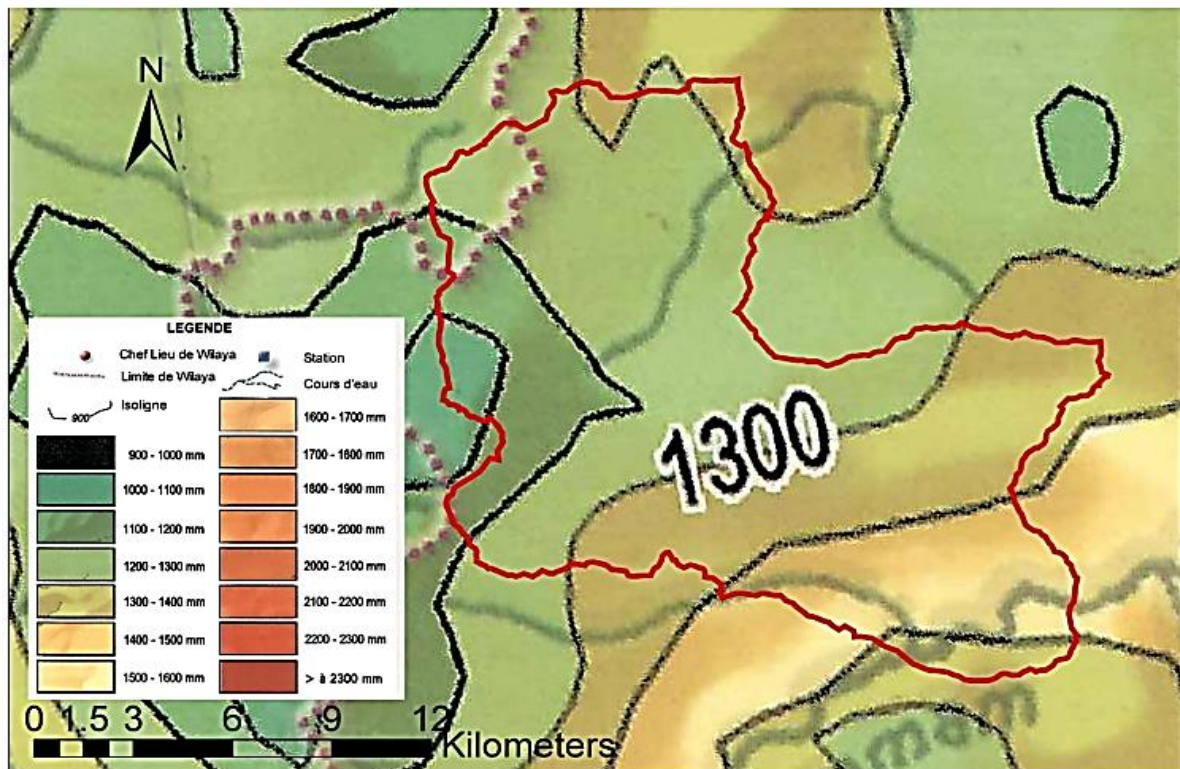 N
1300
LEGENDE
Chef Lieu de Wilaya
Station
Limite de Wilaya
Cours d'eau
Isoligne
900
900 - 1000 mm
1000 - 1100 mm
1100 - 1200 mm
1200 - 1300 mm
1300 - 1400 mm
1400 - 1500 mm
1500 - 1600 mm
1600 - 1700 mm
1700 - 1800 mm
1800 - 1900 mm
1900 - 2000 mm
2000 - 2100 mm
2100 - 2200 mm
2200 - 2300 mm
> à 2300 mm
0 1.5 3 6 9 12
Kilometers